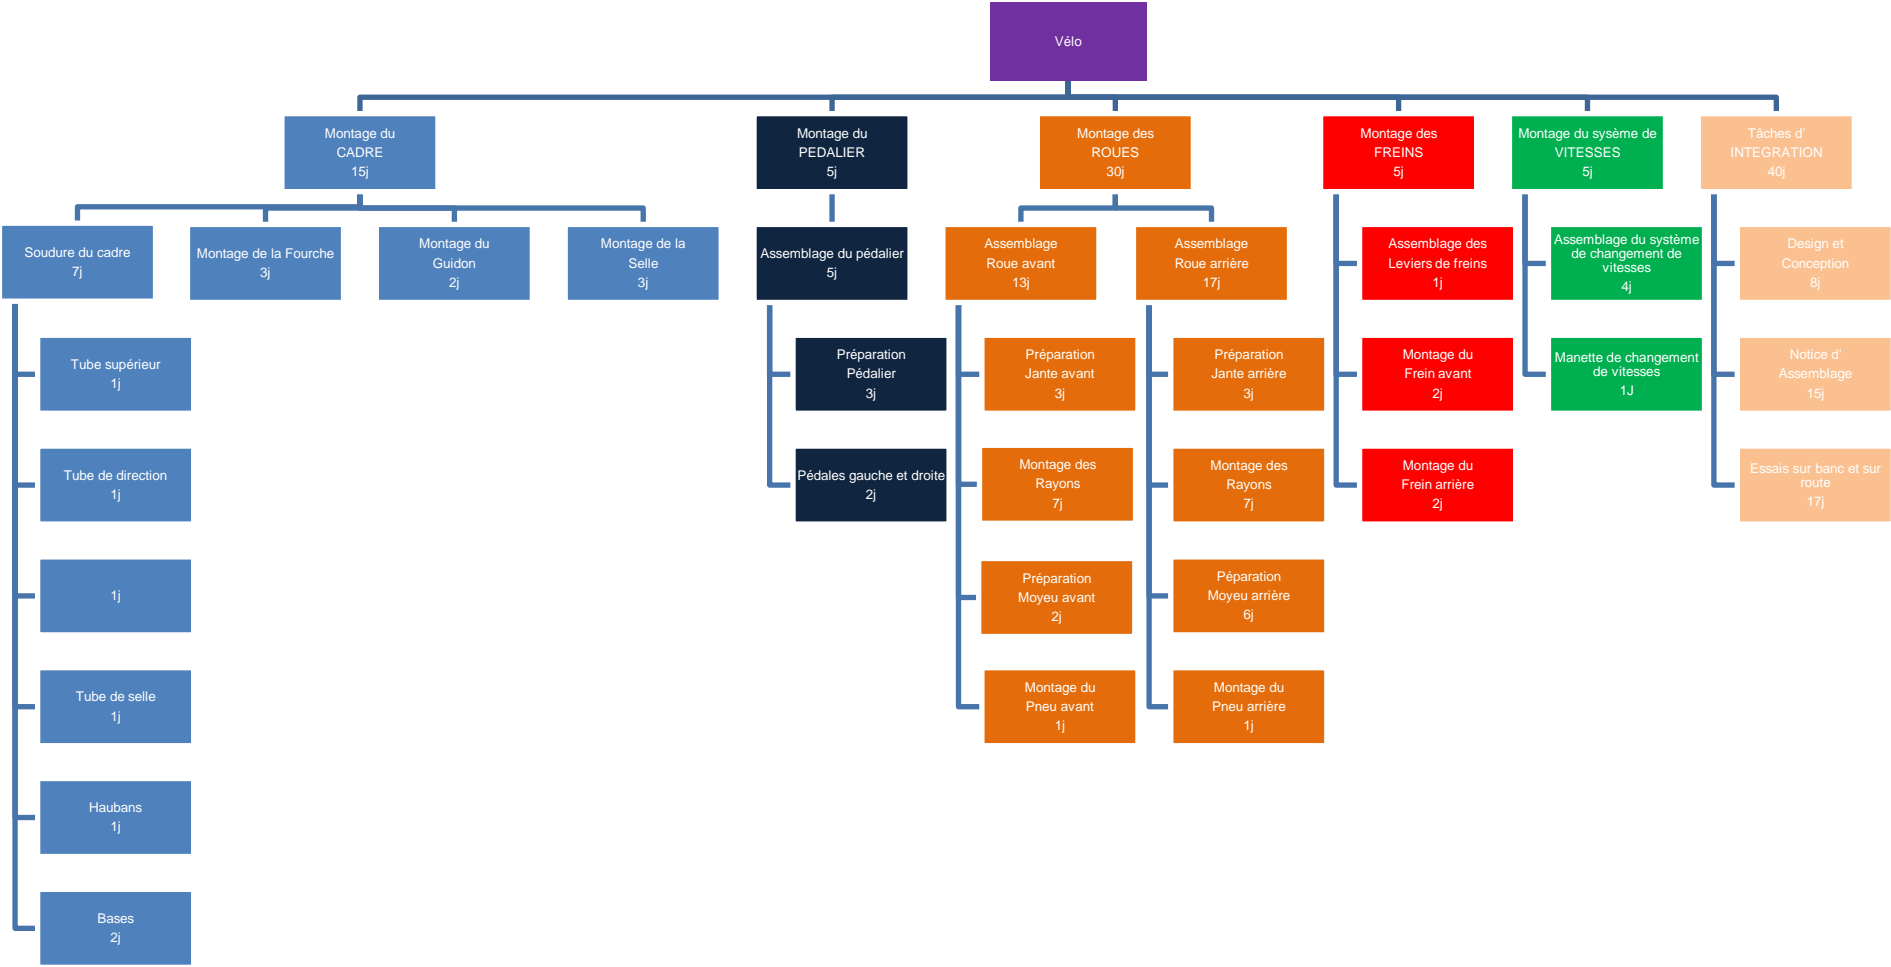 Vélo
Montage du
CADRE
15j
Montage du
PEDALIER
5j
Montage des
ROUES
30j
Montage des
FREINS
5j
Montage du sysème de
VITESSES
5j
Tâches d'
INTEGRATION
40j
Soudure du cadre
7j
Montage de la Fourche
3j
Montage du
Guidon
2j
Montage de la
Selle
3j
Assemblage du pédalier
5j
Assemblage
Roue avant
13j
Assemblage
Roue arrière
17j
Assemblage des
Leviers de freins
1j
Assemblage du système
de changement de
vitesses
4j
Design et
Conception
8j
Tube supérieur
1j
Préparation
Pédalier
3j
Préparation
Jante avant
3j
Préparation
Jante arrière
3j
Montage du
Frein avant
2j
Manette de changement
de vitesses
1J
Notice d'
Assemblage
15j
Tube de direction
1j
Pédales gauche et droite
2j
Montage des
Rayons
7j
Montage des
Rayons
7j
Montage du
Frein arrière
2j
Essais sur banc et sur
route
17j
1j
Préparation
Moyeu avant
2j
Péparation
Moyeu arrière
6j
Tube de selle
1j
Montage du
Pneu avant
1j
Montage du
Pneu arrière
1j
Haubans
1j
Bases
2j